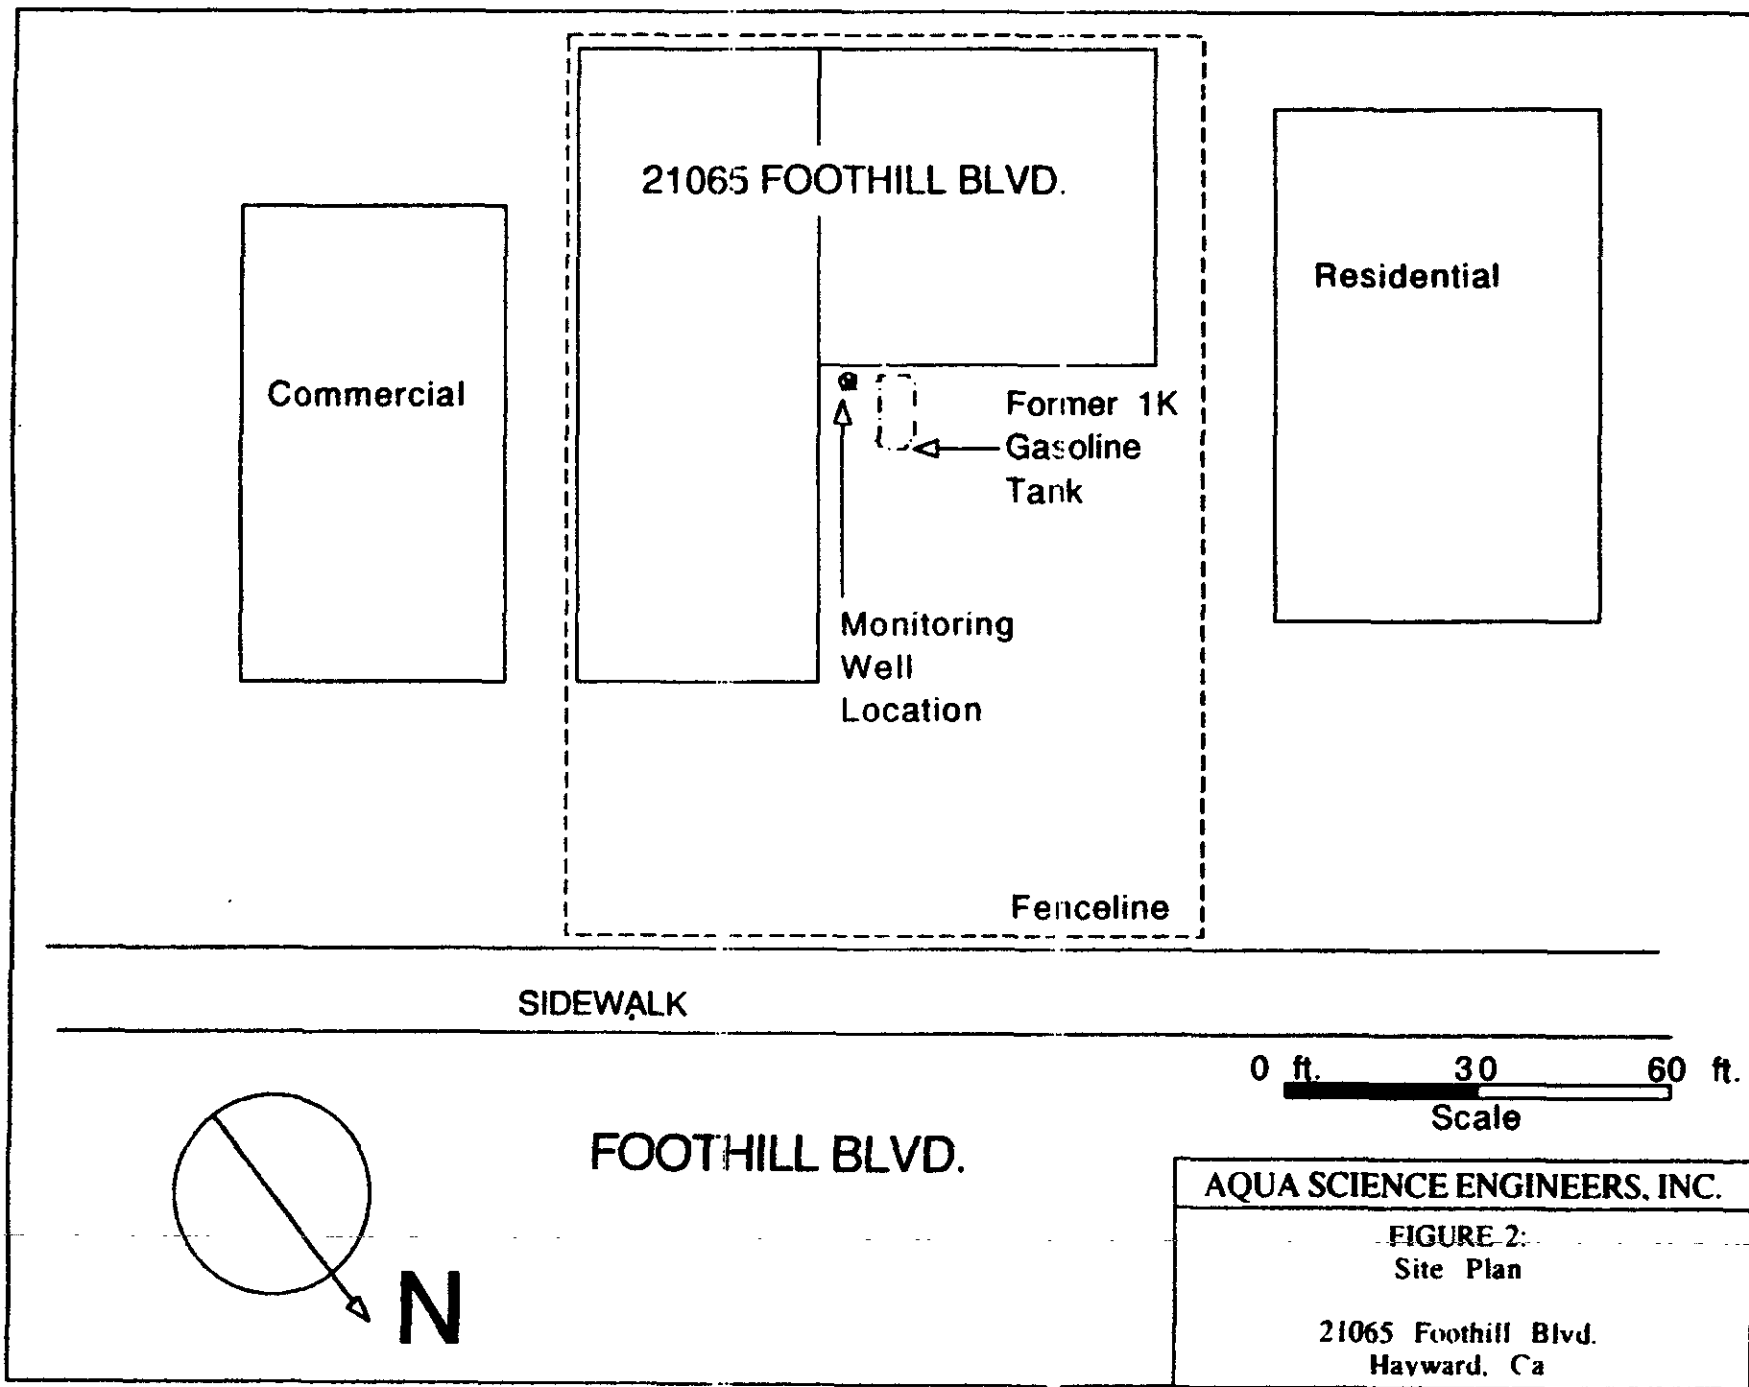 21065 FOOTHILL BLVD.
Commercial
Residential
Former 1K
Gasoline
Tank
Monitoring
Well
Location
Fenceline
SIDEWALK
0 ft. 30 60 ft.
Scale
FOOTHILL BLVD.
N
AQUA SCIENCE ENGINEERS, INC.
FIGURE 2:
Site Plan
21065 Foothill Blvd.
Hayward, Ca